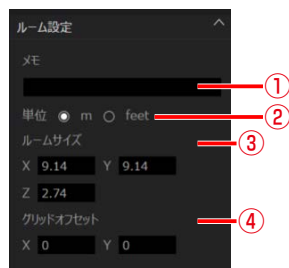 ルーム設定
メモ
①
単位 m feet ②
ルームサイズ ③
X 9.14 Y 9.14
Z 2.74
グリッドオフセット ④
X 0 Y 0